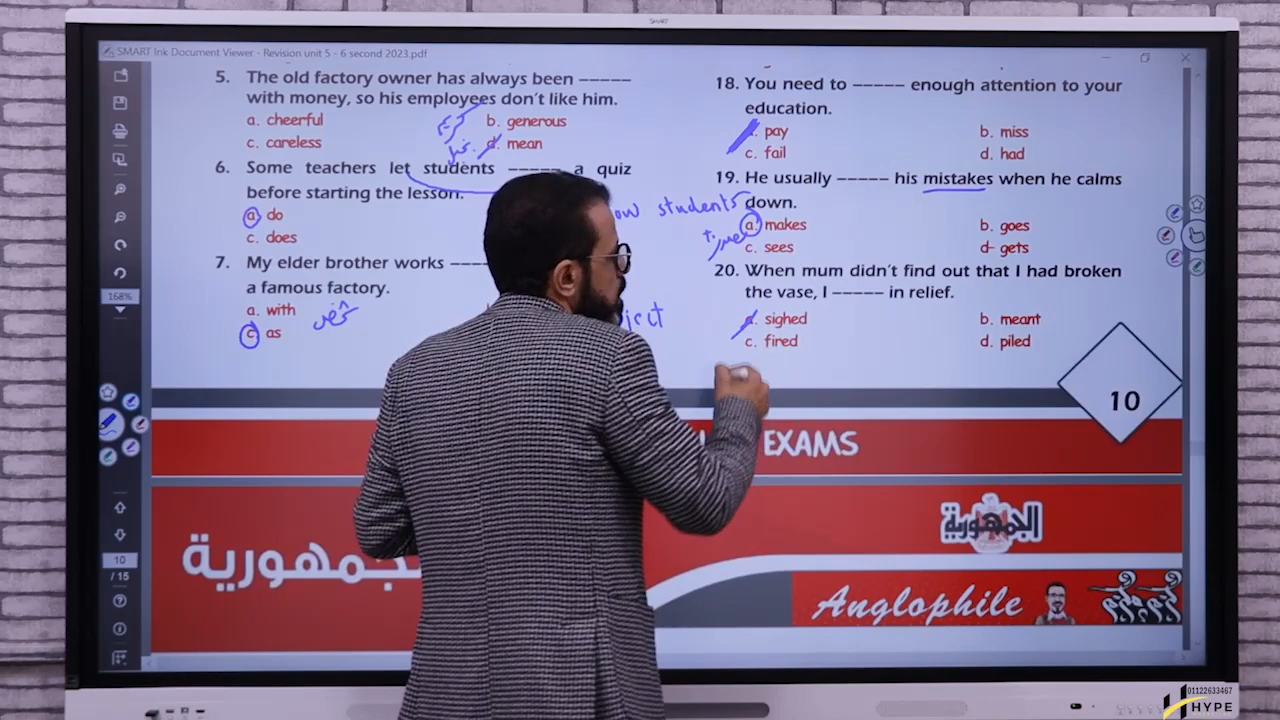 SMART
SMART Ink Document Viewer - Revision unit 5 - 6 second 2023.pdf
5. The old factory owner has always been -----
with money, so his employees don't like him.
a. cheerful
b. generous
c. careless
d. mean
6. Some teachers let students ----- a quiz
before starting the lesson.
a. do
c. does
7. My elder brother works ----
a famous factory.
a. with
c. as
students
18. You need to ----- enough attention to your
education.
a. pay
b. miss
c. fail
d. had
19. He usually ----- his mistakes when he calms
down.
a. makes
b. goes
c. sees
d- gets
20. When mum didn't find out that I had broken
the vase, I ----- in relief.
a. sighed
b. meant
c. fired
d. piled
168%
10
/ 15
10
EXAMS
الجمهورية
Anglophile
01122633467
HYPE